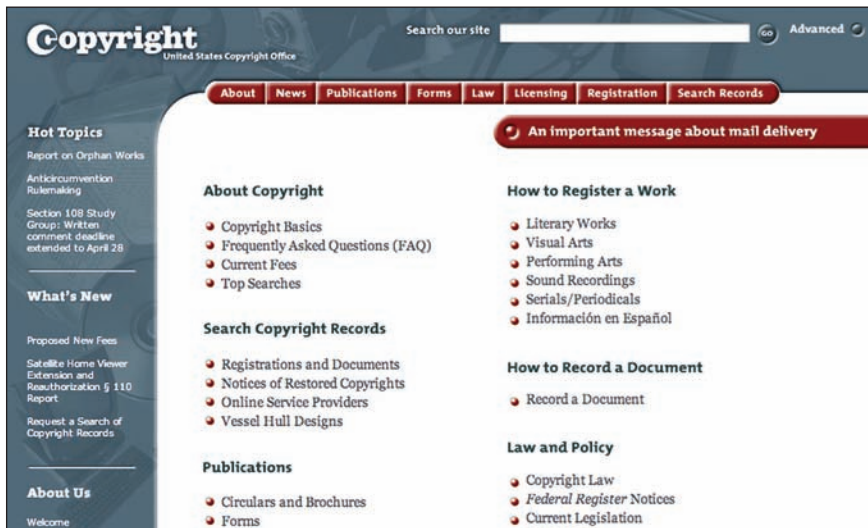 Copyright
United States Copyright Office
Search our site
GO
Advanced
About
News
Publications
Forms
Law
Licensing
Registration
Search Records
An important message about mail delivery
Hot Topics
Report on Orphan Works
Anticircumvention
Rulemaking
Section 108 Study
Group: Written
comment deadline
extended to April 28
What's New
Proposed New Fees
Satellite Home Viewer
Extension and
Reauthorization § 110
Report
Request a Search of
Copyright Records
About Us
Welcome
About Copyright
Copyright Basics
Frequently Asked Questions (FAQ)
Current Fees
Top Searches
Search Copyright Records
Registrations and Documents
Notices of Restored Copyrights
Online Service Providers
Vessel Hull Designs
Publications
Circulars and Brochures
Forms
How to Register a Work
Literary Works
Visual Arts
Performing Arts
Sound Recordings
Serials/Periodicals
Información en Español
How to Record a Document
Record a Document
Law and Policy
Copyright Law
Federal Register Notices
Current Legislation